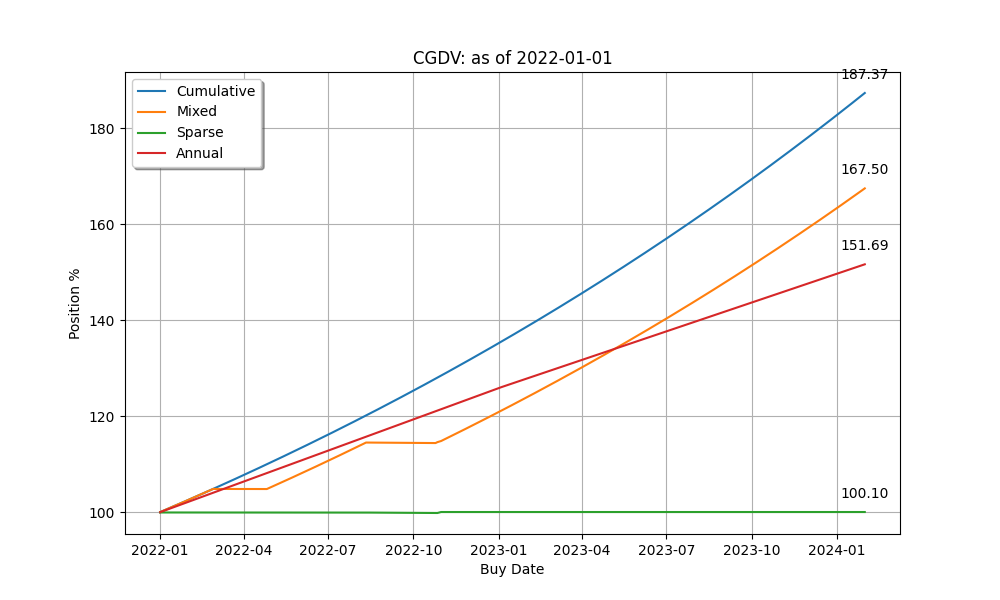 CGDV: as of 2022-01-01
187.37
Cumulative
Mixed
Sparse
Annual
180
167.50
160
151.69
140
120
100.10
100
Position %
2022-01 2022-04 2022-07 2022-10 2023-01 2023-04 2023-07 2023-10 2024-01
Buy Date